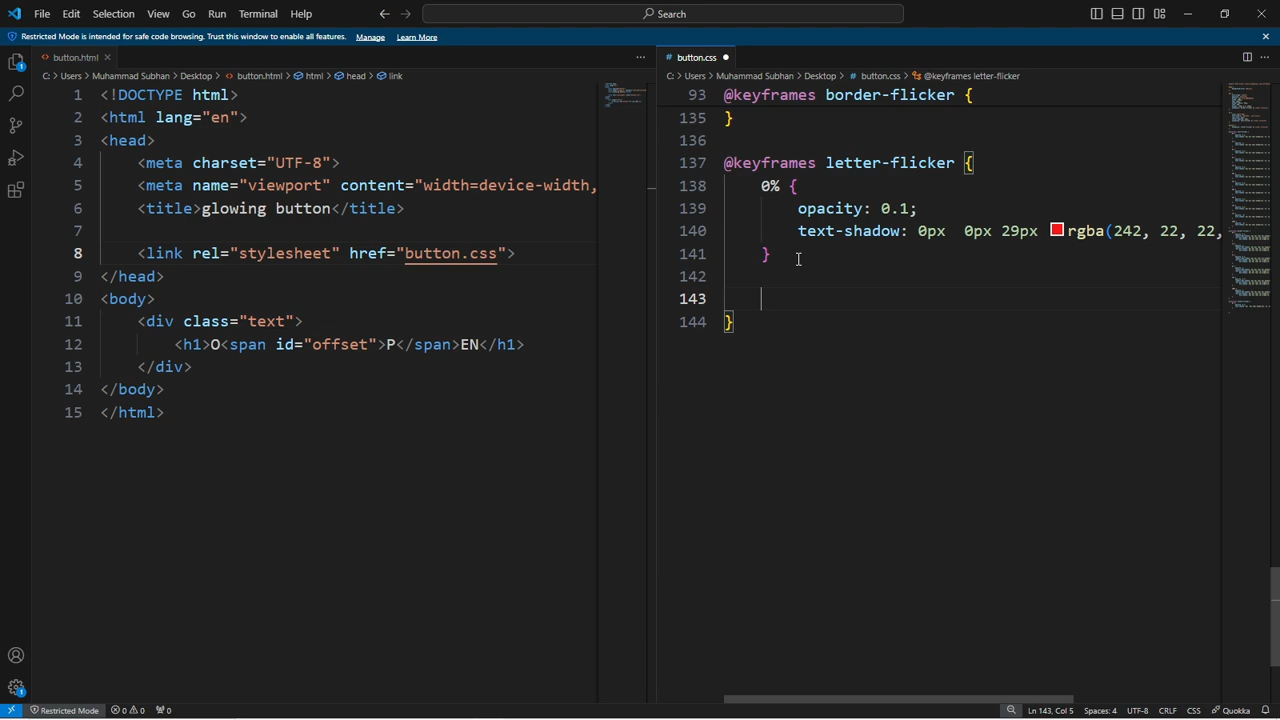 File Edit Selection View Go Run Terminal Help Search
Restricted Mode is intended for safe code browsing. Trust this window to enable all features. Manage Learn More
button.html
C: > Users > Muhammad Subhan > Desktop > button.html > html > head > link
1 <!DOCTYPE html>
2 <html lang="en">
3 <head>
4 <meta charset="UTF-8">
5 <meta name="viewport" content="width=device-width,
6 <title>glowing button</title>
7
8 <link rel="stylesheet" href="button.css">
9 </head>
10 <body>
11 <div class="text">
12 <h1>O<span id="offset">P</span>EN</h1>
13 </div>
14 </body>
15 </html>
# button.css
C: > Users > Muhammad Subhan > Desktop > # button.css > @keyframes letter-flicker
93 @keyframes border-flicker {
135 }
136
137 @keyframes letter-flicker {
138 0% {
139 opacity: 0.1;
140 text-shadow: 0px  0px 29px rgba(242, 22, 22,
141 }
142
143
144 }
Restricted Mode 0 0 0 Ln 143, Col 5 Spaces: 4 UTF-8 CRLF CSS Quokka